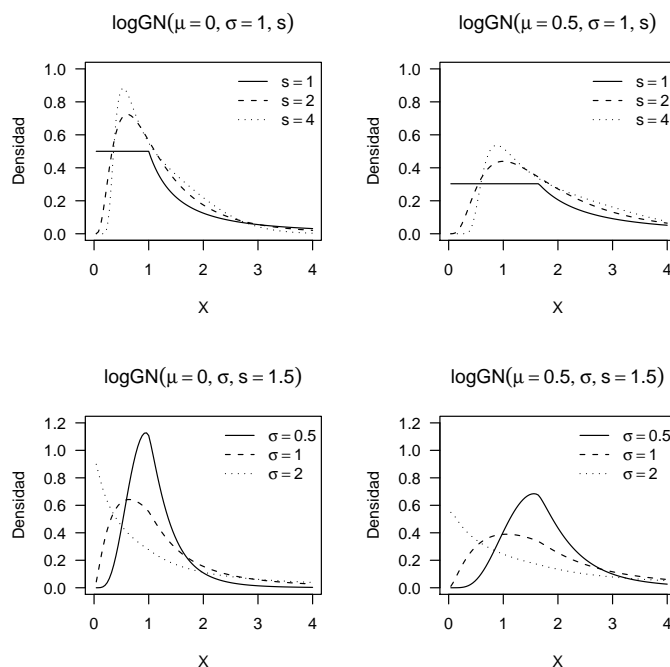 logGN(μ = 0, σ = 1, s)
Densidad
1.0
0.8
0.6
0.4
0.2
0.0
s = 1
s = 2
s = 4
0 1 2 3 4
X
logGN(μ = 0.5, σ = 1, s)
Densidad
1.0
0.8
0.6
0.4
0.2
0.0
s = 1
s = 2
s = 4
0 1 2 3 4
X
logGN(μ = 0, σ, s = 1.5)
Densidad
1.2
1.0
0.8
0.6
0.4
0.2
0.0
σ = 0.5
σ = 1
σ = 2
0 1 2 3 4
X
logGN(μ = 0.5, σ, s = 1.5)
Densidad
1.2
1.0
0.8
0.6
0.4
0.2
0.0
σ = 0.5
σ = 1
σ = 2
0 1 2 3 4
X